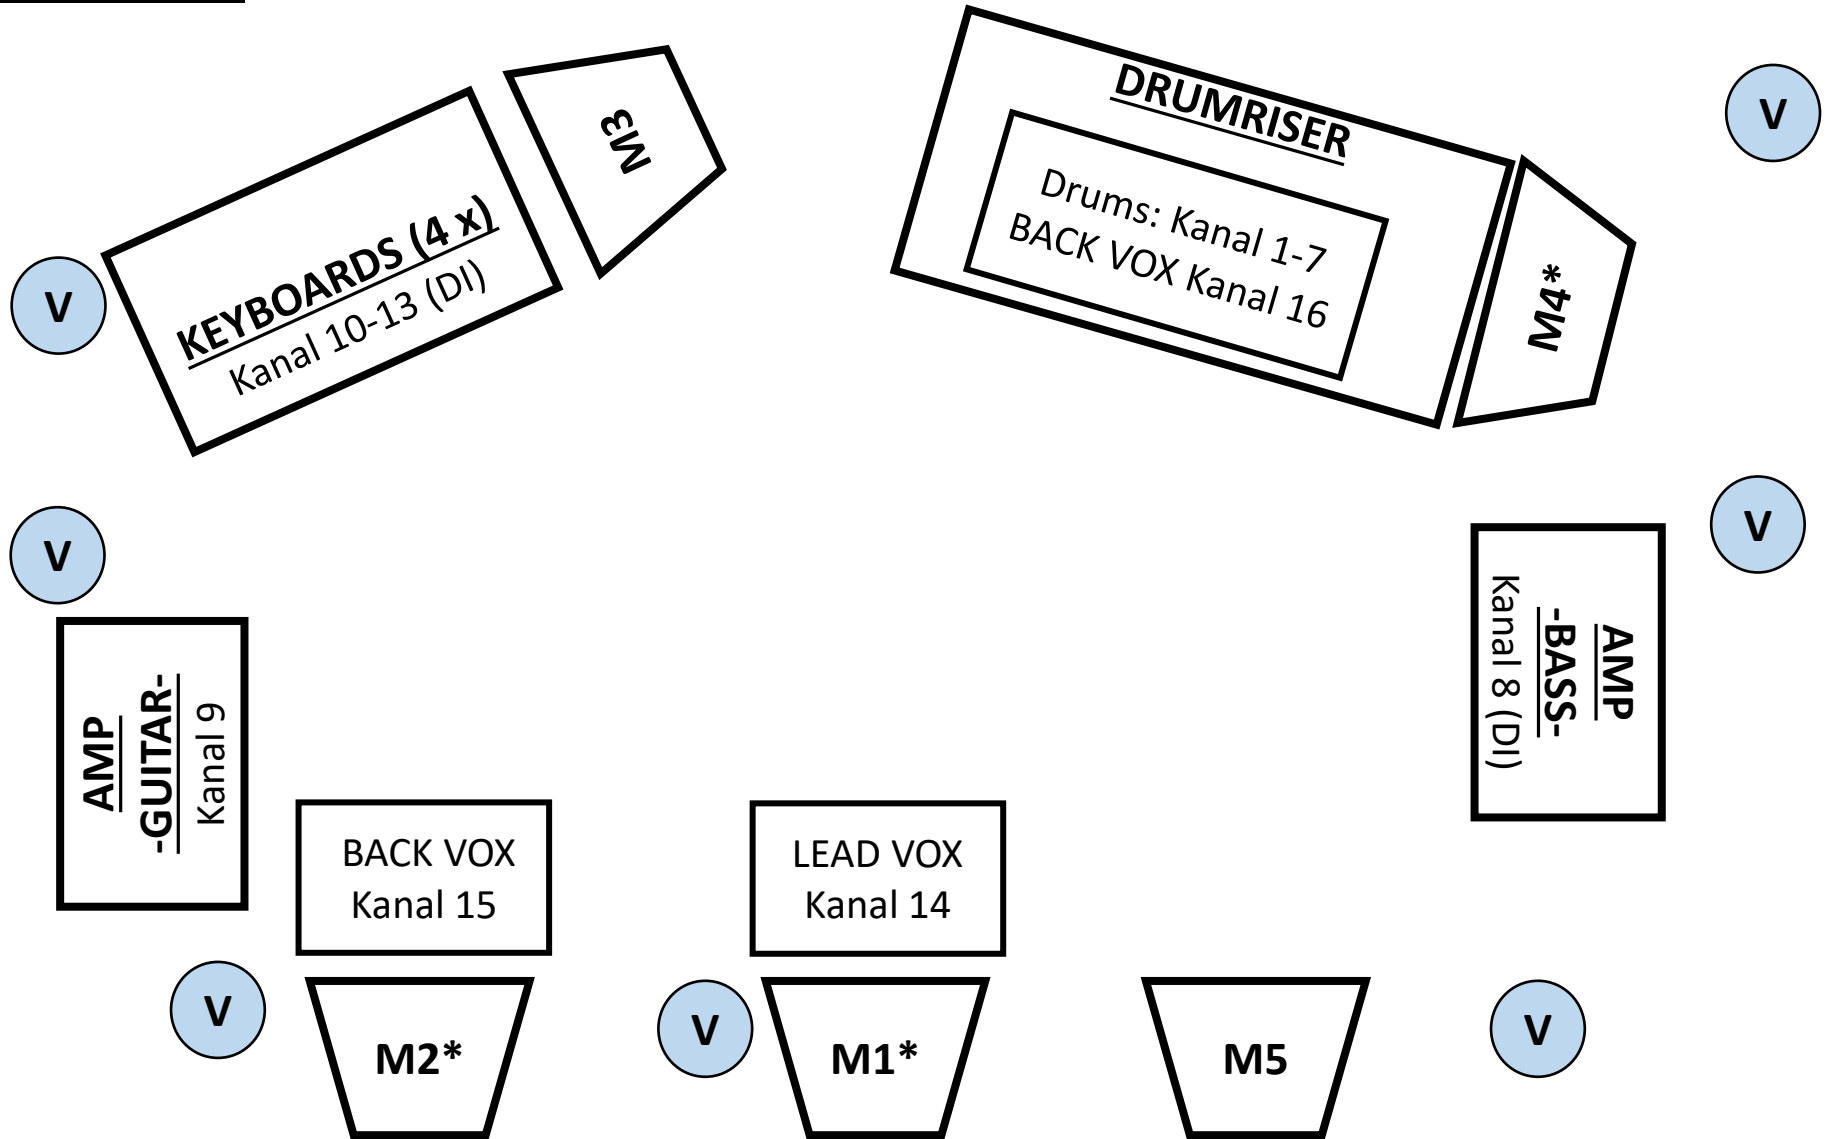 M3
DRUMRISER
V
Drums: Kanal 1-7
BACK VOX Kanal 16
KEYBOARDS (4 x)
Kanal 10-13 (DI)
V
M4*
V
V
AMP
-GUITAR-
Kanal 9
AMP
-BASS-
Kanal 8 (DI)
BACK VOX
Kanal 15
LEAD VOX
Kanal 14
V
M2*
V
M1*
M5
V